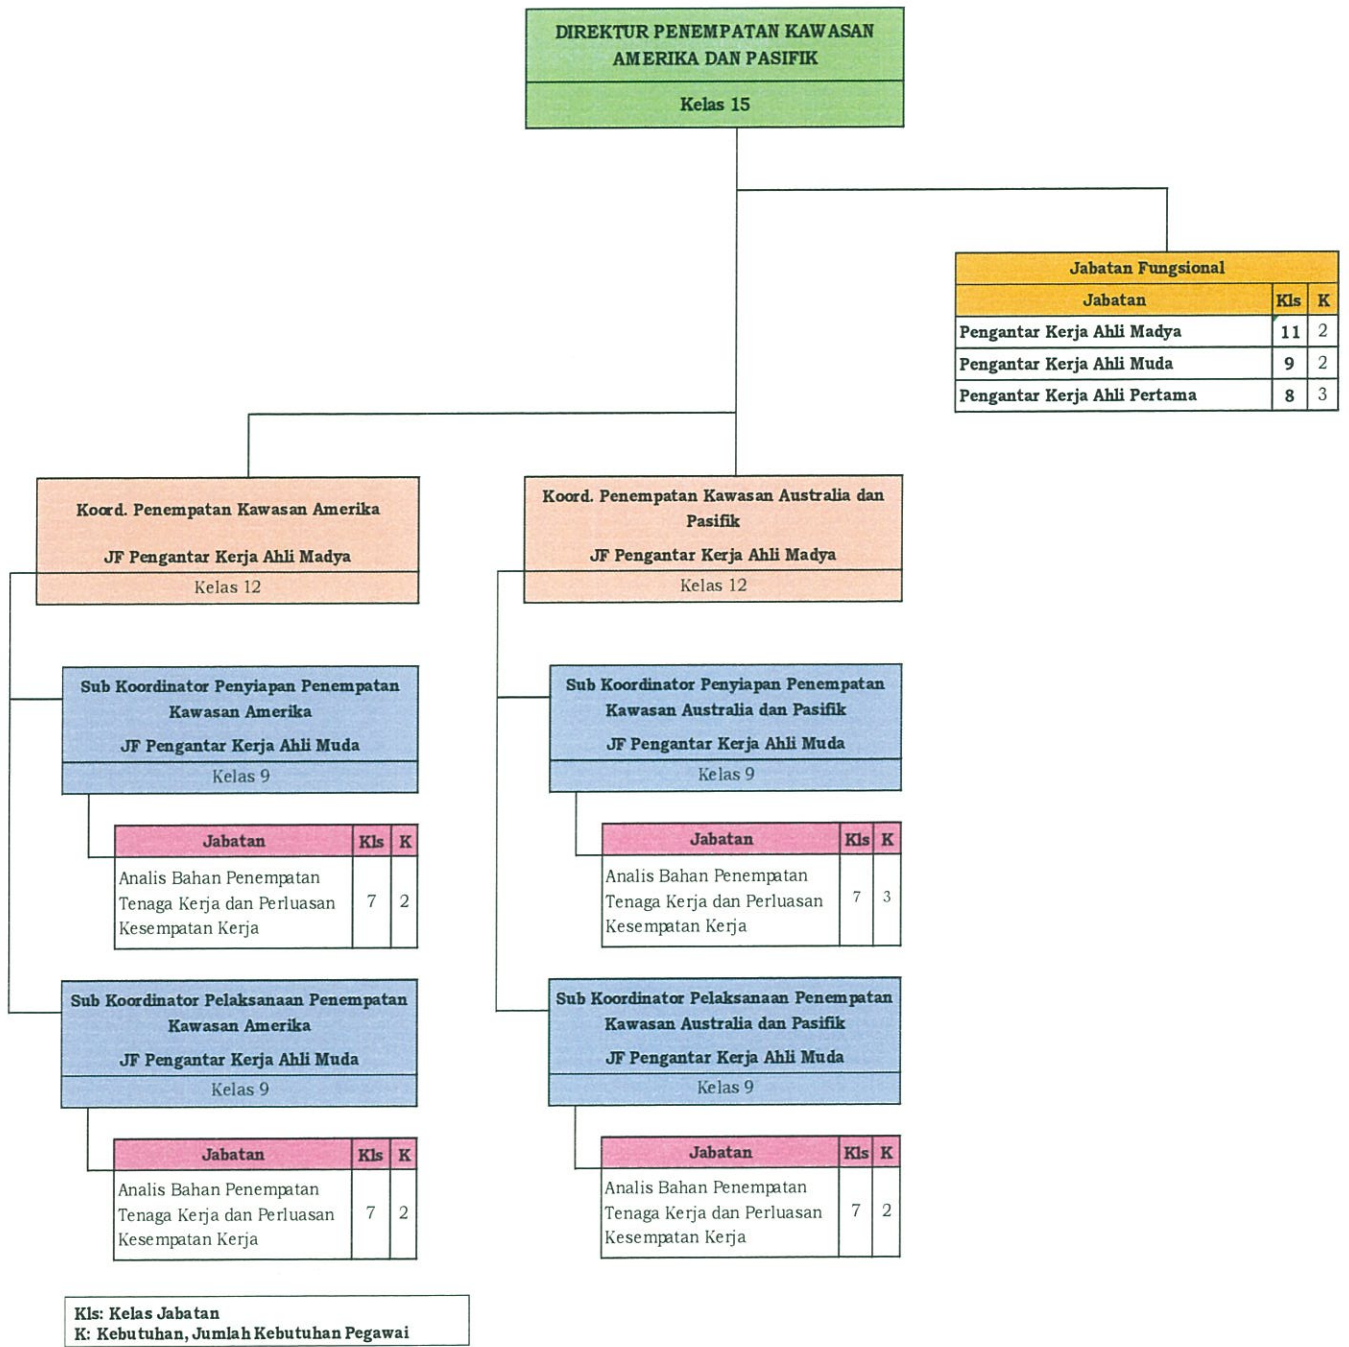 DIREKTUR PENEMPATAN KAWASAN
AMERIKA DAN PASIFIK
Kelas 15
Jabatan Fungsional
Jabatan Kls K
Pengantar Kerja Ahli Madya 11 2
Pengantar Kerja Ahli Muda 9 2
Pengantar Kerja Ahli Pertama 8 3
Koord. Penempatan Kawasan Amerika
JF Pengantar Kerja Ahli Madya
Kelas 12
Koord. Penempatan Kawasan Australia dan
Pasifik
JF Pengantar Kerja Ahli Madya
Kelas 12
Sub Koordinator Penyiapan Penempatan
Kawasan Amerika
JF Pengantar Kerja Ahli Muda
Kelas 9
Sub Koordinator Penyiapan Penempatan
Kawasan Australia dan Pasifik
JF Pengantar Kerja Ahli Muda
Kelas 9
Jabatan Kls K
Analis Bahan Penempatan
Tenaga Kerja dan Perluasan 7 2
Kesempatan Kerja
Jabatan Kls K
Analis Bahan Penempatan
Tenaga Kerja dan Perluasan 7 3
Kesempatan Kerja
Sub Koordinator Pelaksanaan Penempatan
Kawasan Amerika
JF Pengantar Kerja Ahli Muda
Kelas 9
Sub Koordinator Pelaksanaan Penempatan
Kawasan Australia dan Pasifik
JF Pengantar Kerja Ahli Muda
Kelas 9
Jabatan Kls K
Analis Bahan Penempatan
Tenaga Kerja dan Perluasan 7 2
Kesempatan Kerja
Jabatan Kls K
Analis Bahan Penempatan
Tenaga Kerja dan Perluasan 7 2
Kesempatan Kerja
Kls: Kelas Jabatan
K: Kebutuhan, Jumlah Kebutuhan Pegawai